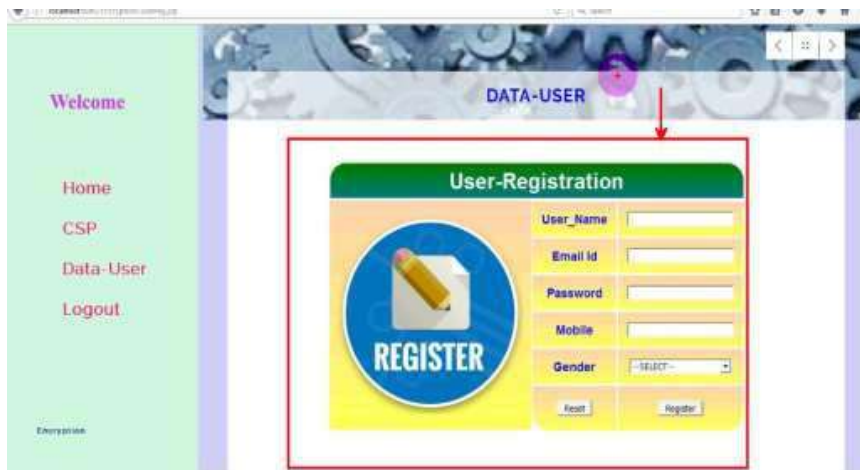 Welcome
Home
CSP
Data-User
Logout
Encryption
DATA-USER
User-Registration
REGISTER
User_Name
Email Id
Password
Mobile
Gender
--SELECT--
Reset
Register